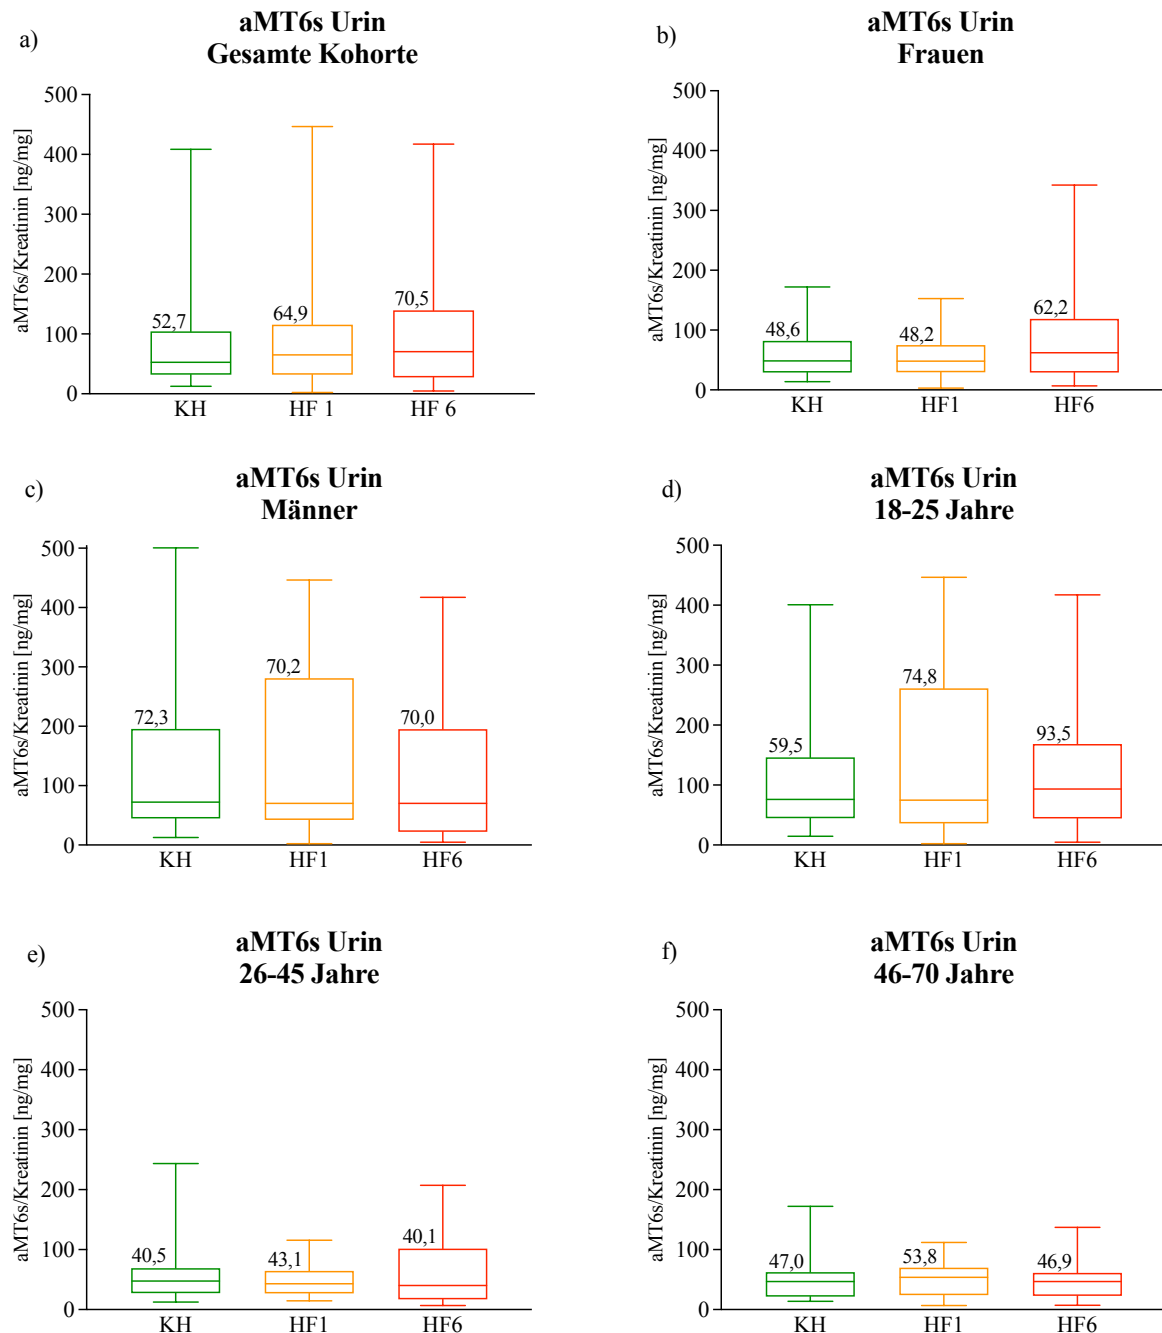 a)
aMT6s Urin
Gesamte Kohorte
aMT6s/Kreatinin [ng/mg]
500
400
300
200
100
0
52,7
64,9
70,5
KH
HF 1
HF 6
b)
aMT6s Urin
Frauen
aMT6s/Kreatinin [ng/mg]
500
400
300
200
100
0
48,6
48,2
62,2
KH
HF1
HF6
c)
aMT6s Urin
Männer
aMT6s/Kreatinin [ng/mg]
500
400
300
200
100
0
72,3
70,2
70,0
KH
HF1
HF6
d)
aMT6s Urin
18-25 Jahre
aMT6s/Kreatinin [ng/mg]
500
400
300
200
100
0
59,5
74,8
93,5
KH
HF1
HF6
e)
aMT6s Urin
26-45 Jahre
aMT6s/Kreatinin [ng/mg]
500
400
300
200
100
0
40,5
43,1
40,1
KH
HF1
HF6
f)
aMT6s Urin
46-70 Jahre
aMT6s/Kreatinin [ng/mg]
500
400
300
200
100
0
47,0
53,8
46,9
KH
HF1
HF6